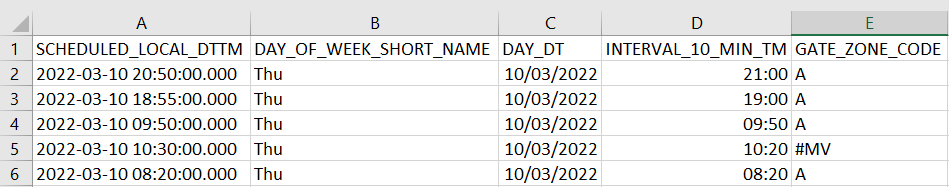 A B C D E
1 SCHEDULED_LOCAL_DTTM DAY_OF_WEEK_SHORT_NAME DAY_DT INTERVAL_10_MIN_TM GATE_ZONE_CODE
2 2022-03-10 20:50:00.000 Thu 10/03/2022 21:00 A
3 2022-03-10 18:55:00.000 Thu 10/03/2022 19:00 A
4 2022-03-10 09:50:00.000 Thu 10/03/2022 09:50 A
5 2022-03-10 10:30:00.000 Thu 10/03/2022 10:20 #MV
6 2022-03-10 08:20:00.000 Thu 10/03/2022 08:20 A